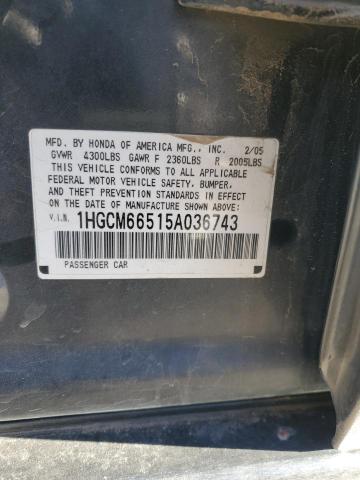 MFD. BY HONDA OF AMERICA MFG., INC. 2/05
GVWR 4300LBS GAWR F 2360LBS R 2005LBS
THIS VEHICLE CONFORMS TO ALL APPLICABLE
FEDERAL MOTOR VEHICLE SAFETY, BUMPER,
AND THEFT PREVENTION STANDARDS IN EFFECT
ON THE DATE OF MANUFACTURE SHOWN ABOVE.
V.I.N. 1HGCM66515A036743
PASSENGER CAR